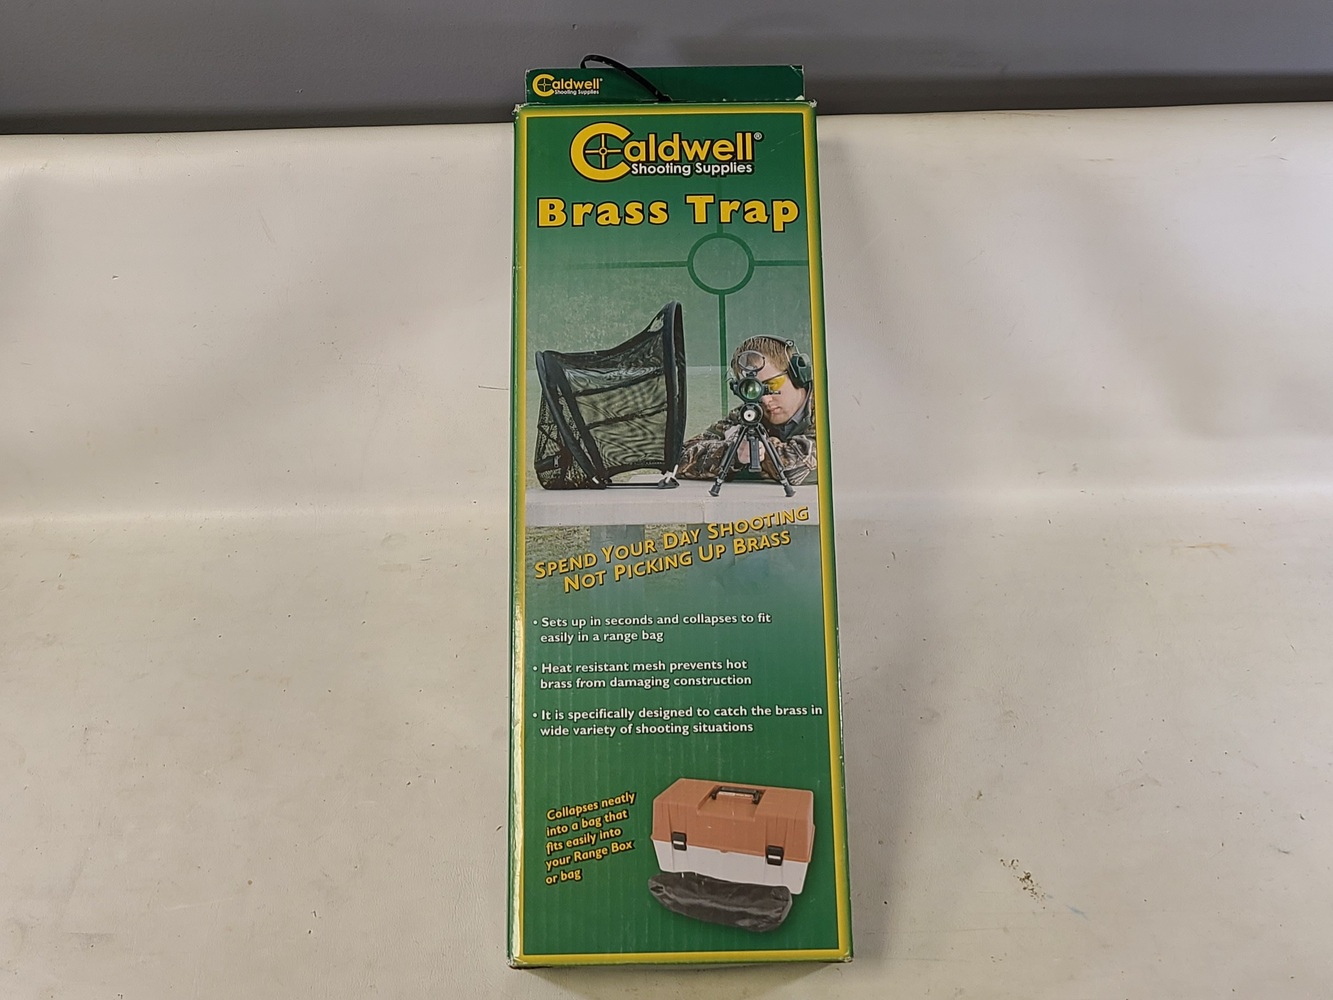 Caldwell®
Shooting Supplies
Caldwell®
Shooting Supplies
Brass Trap
SPEND YOUR DAY SHOOTING
NOT PICKING UP BRASS
• Sets up in seconds and collapses to fit
easily in a range bag
• Heat resistant mesh prevents hot
brass from damaging construction
• It is specifically designed to catch the brass in
wide variety of shooting situations
Collapses neatly
into a bag that
fits easily into
your Range Box
or bag